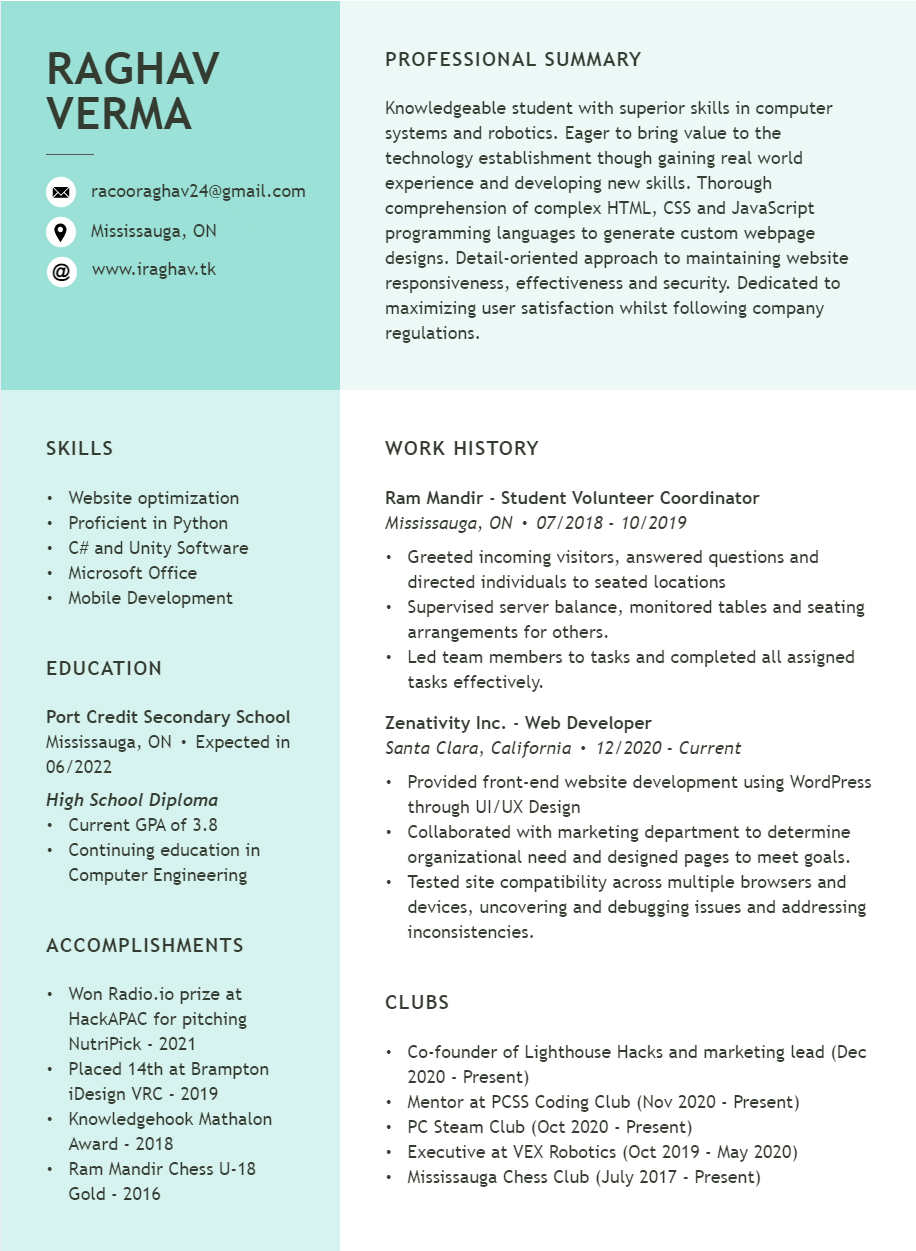 RAGHAV
VERMA
racooraghav24@gmail.com
Mississauga, ON
www.iraghav.tk
PROFESSIONAL SUMMARY
Knowledgeable student with superior skills in computer
systems and robotics. Eager to bring value to the
technology establishment though gaining real world
experience and developing new skills. Thorough
comprehension of complex HTML, CSS and JavaScript
programming languages to generate custom webpage
designs. Detail-oriented approach to maintaining website
responsiveness, effectiveness and security. Dedicated to
maximizing user satisfaction whilst following company
regulations.
SKILLS
• Website optimization
• Proficient in Python
• C# and Unity Software
• Microsoft Office
• Mobile Development
EDUCATION
Port Credit Secondary School
Mississauga, ON • Expected in
06/2022
High School Diploma
• Current GPA of 3.8
• Continuing education in
Computer Engineering
ACCOMPLISHMENTS
• Won Radio.io prize at
HackAPAC for pitching
NutriPick - 2021
• Placed 14th at Brampton
iDesign VRC - 2019
• Knowledgehook Mathalon
Award - 2018
• Ram Mandir Chess U-18
Gold - 2016
WORK HISTORY
Ram Mandir - Student Volunteer Coordinator
Mississauga, ON • 07/2018 - 10/2019
• Greeted incoming visitors, answered questions and
directed individuals to seated locations
• Supervised server balance, monitored tables and seating
arrangements for others.
• Led team members to tasks and completed all assigned
tasks effectively.
Zenativity Inc. - Web Developer
Santa Clara, California • 12/2020 - Current
• Provided front-end website development using WordPress
through UI/UX Design
• Collaborated with marketing department to determine
organizational need and designed pages to meet goals.
• Tested site compatibility across multiple browsers and
devices, uncovering and debugging issues and addressing
inconsistencies.
CLUBS
• Co-founder of Lighthouse Hacks and marketing lead (Dec
2020 - Present)
• Mentor at PCSS Coding Club (Nov 2020 - Present)
• PC Steam Club (Oct 2020 - Present)
• Executive at VEX Robotics (Oct 2019 - May 2020)
• Mississauga Chess Club (July 2017 - Present)